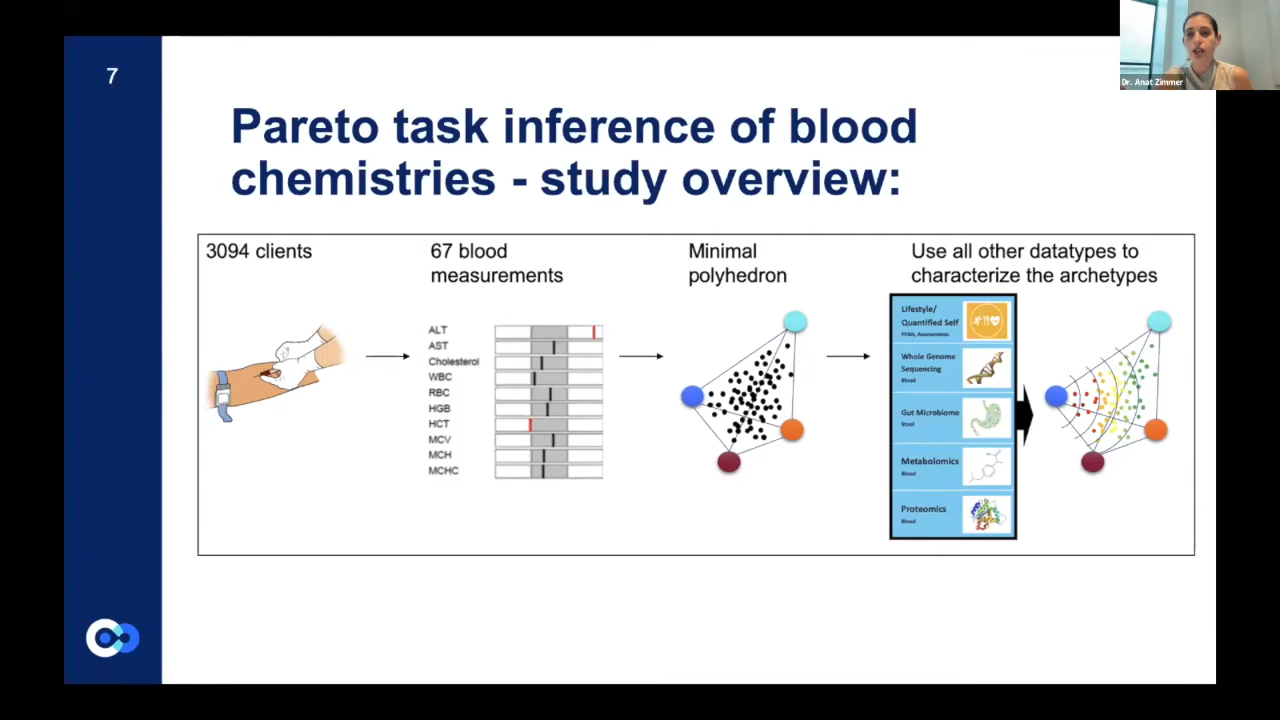 7
Dr. Anat Zimmer
Pareto task inference of blood
chemistries - study overview:
3094 clients
67 blood
measurements
Minimal
polyhedron
Use all other datatypes to
characterize the archetypes
ALT
AST
Cholesterol
WBC
RBC
HGB
HCT
MCV
MCH
MCHC
Lifestyle/
Quantified Self
Fitbit, Assessments
Whole Genome
Sequencing
Blood
Gut Microbiome
Stool
Metabolomics
Blood
Proteomics
Blood